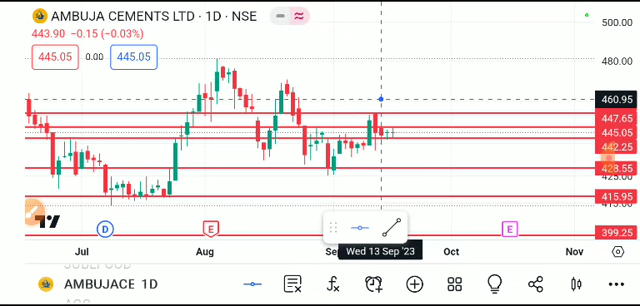 AMBUJA CEMENTS LTD · 1D · NSE
443.90 −0.15 (−0.03%)
445.05 0.00 445.05
500.00
480.00
460.95
447.65
445.05
442.25
428.55
425.00
415.95
399.25
D E E
Jul Aug Wed 13 Sep '23 Oct Nov
AMBUJACE 1D